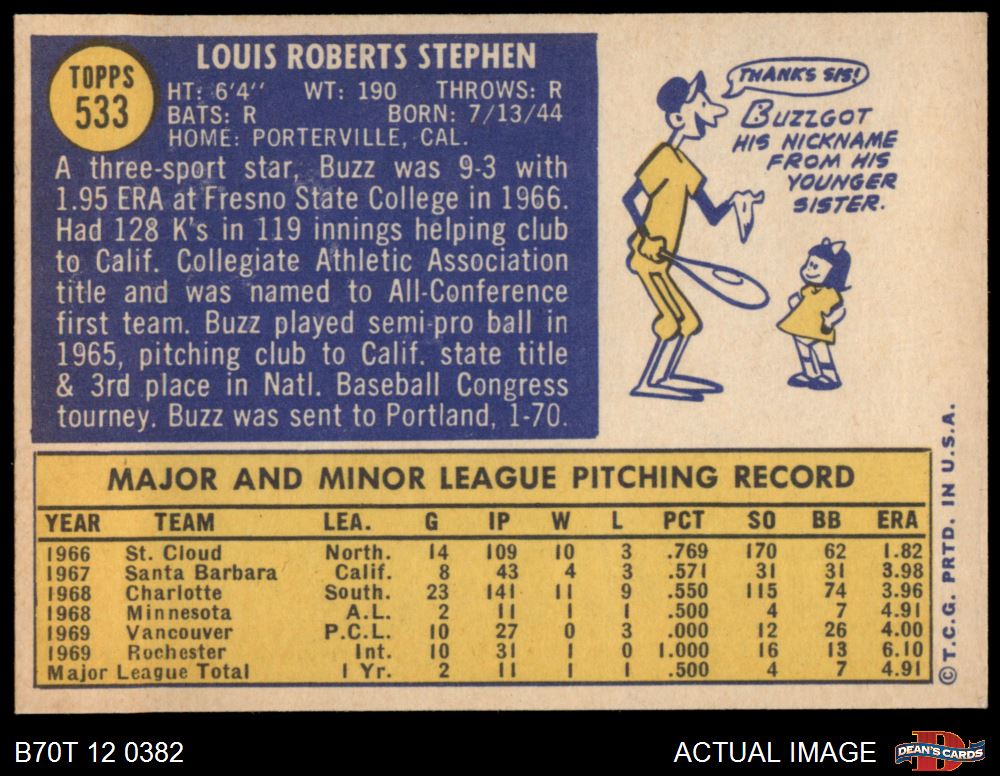 TOPPS
533
LOUIS ROBERTS STEPHEN
HT: 6'4'' WT: 190 THROWS: R
BATS: R BORN: 7/13/44
HOME: PORTERVILLE, CAL.
A three-sport star, Buzz was 9-3 with
1.95 ERA at Fresno State College in 1966.
Had 128 K's in 119 innings helping club
to Calif. Collegiate Athletic Association
title and was named to All-Conference
first team. Buzz played semi-pro ball in
1965, pitching club to Calif. state title
& 3rd place in Natl. Baseball Congress
tourney. Buzz was sent to Portland, 1-70.
THANKS SIS!
BUZZ GOT
HIS NICKNAME
FROM HIS
YOUNGER
SISTER.
MAJOR AND MINOR LEAGUE PITCHING RECORD
YEAR TEAM LEA. G IP W L PCT SO BB ERA
1966 St. Cloud North. 14 109 10 3 .769 170 62 1.82
1967 Santa Barbara Calif. 8 43 4 3 .571 31 31 3.98
1968 Charlotte South. 23 141 11 9 .550 115 74 3.96
1968 Minnesota A.L. 2 11 1 1 .500 4 7 4.91
1969 Vancouver P.C.L. 10 27 0 3 .000 12 26 4.00
1969 Rochester Int. 10 31 1 0 1.000 16 13 6.10
Major League Total 1 Yr. 2 11 1 1 .500 4 7 4.91
© T.C.G. PRTD. IN U.S.A.
B70T 12 0382
ACTUAL IMAGE
D
DEAN'S CARDS